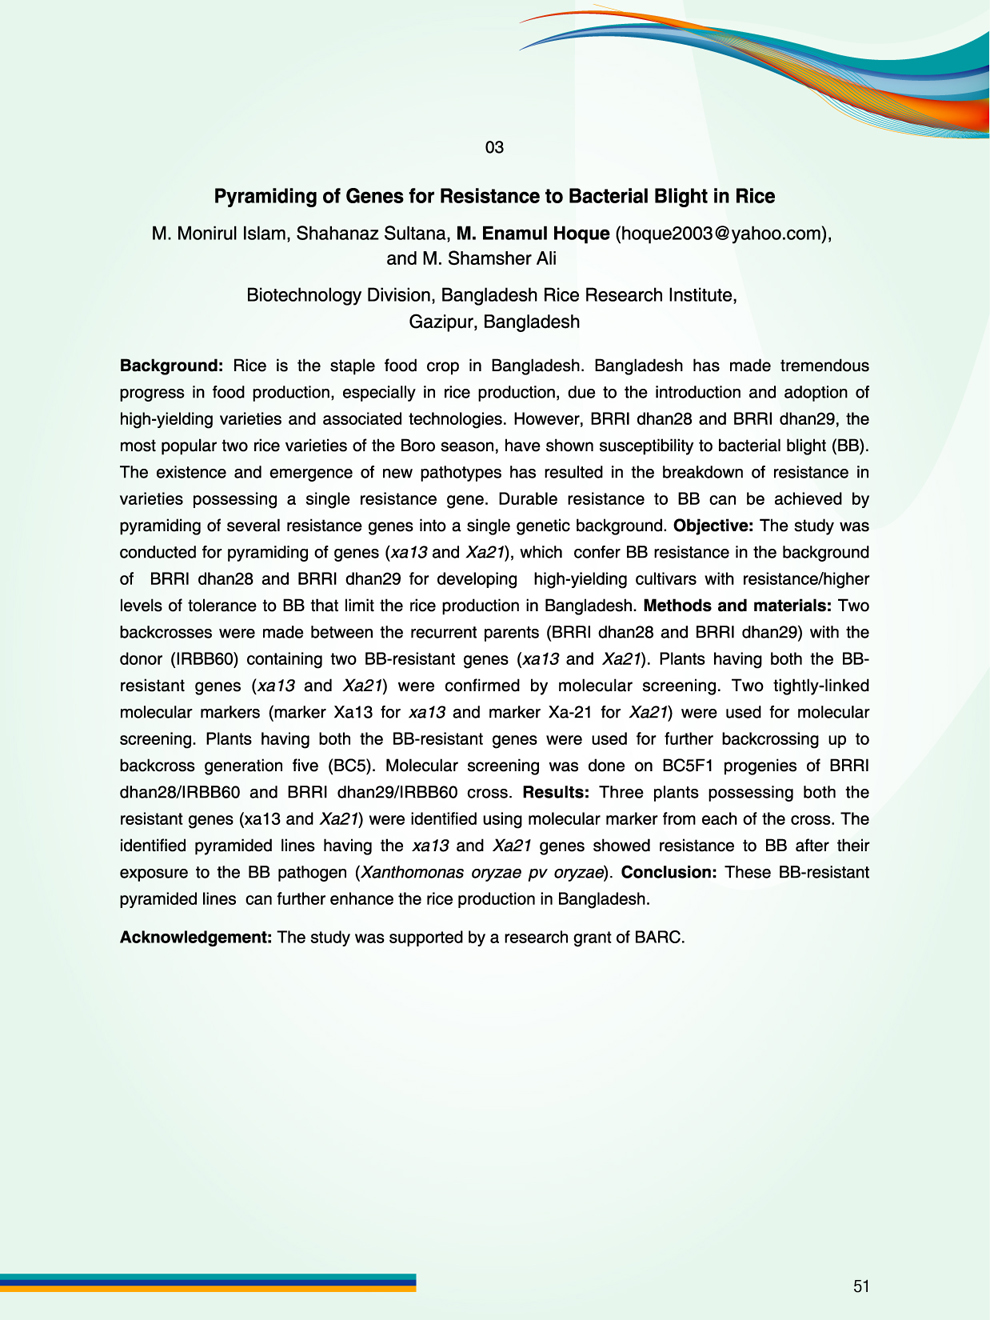 03
Pyramiding of Genes for Resistance to Bacterial Blight in Rice
M. Monirul Islam, Shahanaz Sultana, M. Enamul Hoque (hoque2003@yahoo.com),
and M. Shamsher Ali
Biotechnology Division, Bangladesh Rice Research Institute,
Gazipur, Bangladesh
Background: Rice is the staple food crop in Bangladesh. Bangladesh has made tremendous
progress in food production, especially in rice production, due to the introduction and adoption of
high-yielding varieties and associated technologies. However, BRRI dhan28 and BRRI dhan29, the
most popular two rice varieties of the Boro season, have shown susceptibility to bacterial blight (BB).
The existence and emergence of new pathotypes has resulted in the breakdown of resistance in
varieties possessing a single resistance gene. Durable resistance to BB can be achieved by
pyramiding of several resistance genes into a single genetic background. Objective: The study was
conducted for pyramiding of genes (xa13 and Xa21), which confer BB resistance in the background
of BRRI dhan28 and BRRI dhan29 for developing high-yielding cultivars with resistance/higher
levels of tolerance to BB that limit the rice production in Bangladesh. Methods and materials: Two
backcrosses were made between the recurrent parents (BRRI dhan28 and BRRI dhan29) with the
donor (IRBB60) containing two BB-resistant genes (xa13 and Xa21). Plants having both the BB-
resistant genes (xa13 and Xa21) were confirmed by molecular screening. Two tightly-linked
molecular markers (marker Xa13 for xa13 and marker Xa-21 for Xa21) were used for molecular
screening. Plants having both the BB-resistant genes were used for further backcrossing up to
backcross generation five (BC5). Molecular screening was done on BC5F1 progenies of BRRI
dhan28/IRBB60 and BRRI dhan29/IRBB60 cross. Results: Three plants possessing both the
resistant genes (xa13 and Xa21) were identified using molecular marker from each of the cross. The
identified pyramided lines having the xa13 and Xa21 genes showed resistance to BB after their
exposure to the BB pathogen (Xanthomonas oryzae pv oryzae). Conclusion: These BB-resistant
pyramided lines can further enhance the rice production in Bangladesh.
Acknowledgement: The study was supported by a research grant of BARC.
51